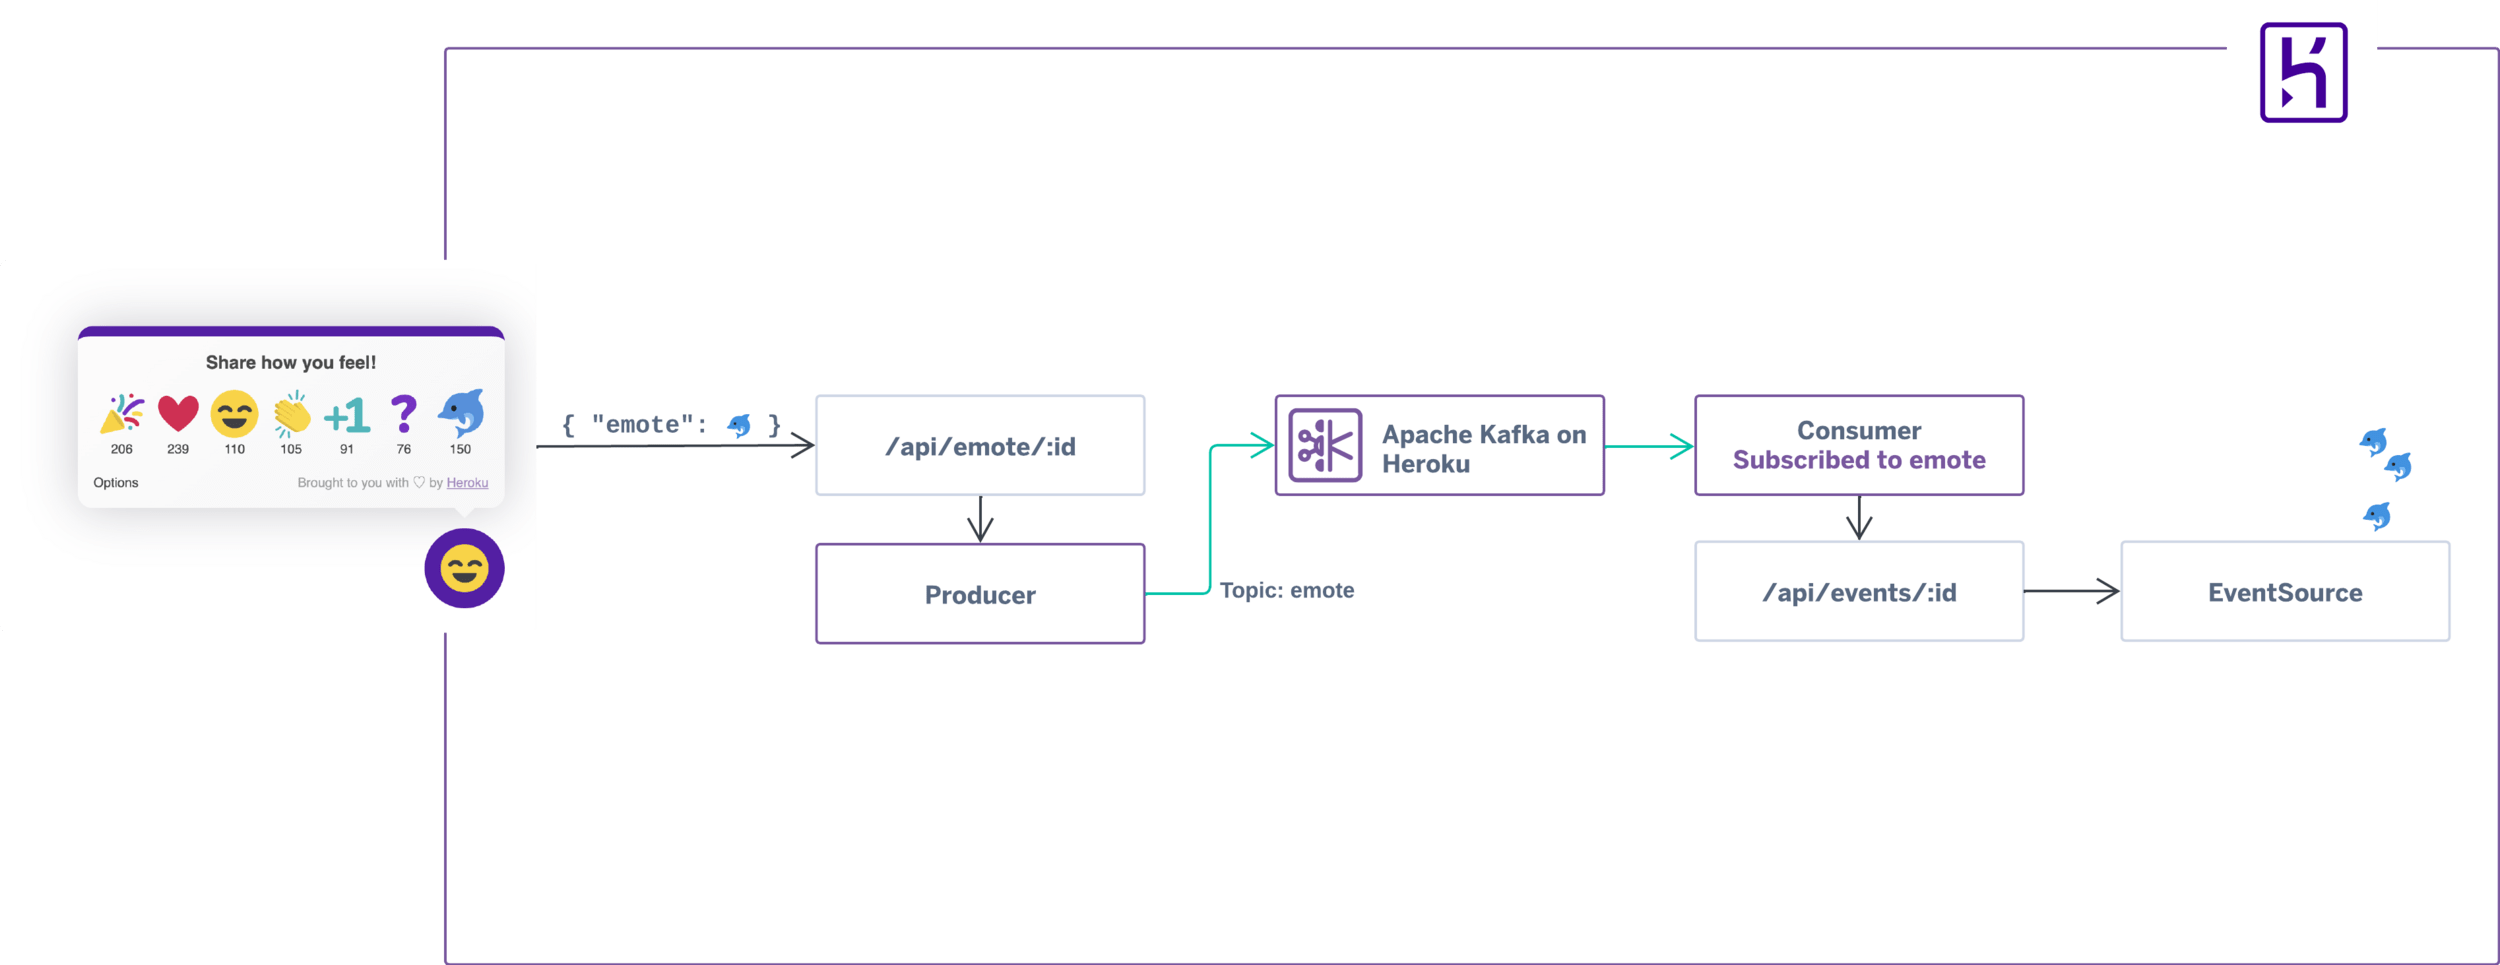 Share how you feel!
206 239 110 105 91 76 150
+1 ?
Options
Brought to you with ♡ by Heroku
{ "emote": 🐬 }
/api/emote/:id
Producer
Topic: emote
Apache Kafka on
Heroku
Consumer
Subscribed to emote
/api/events/:id
EventSource